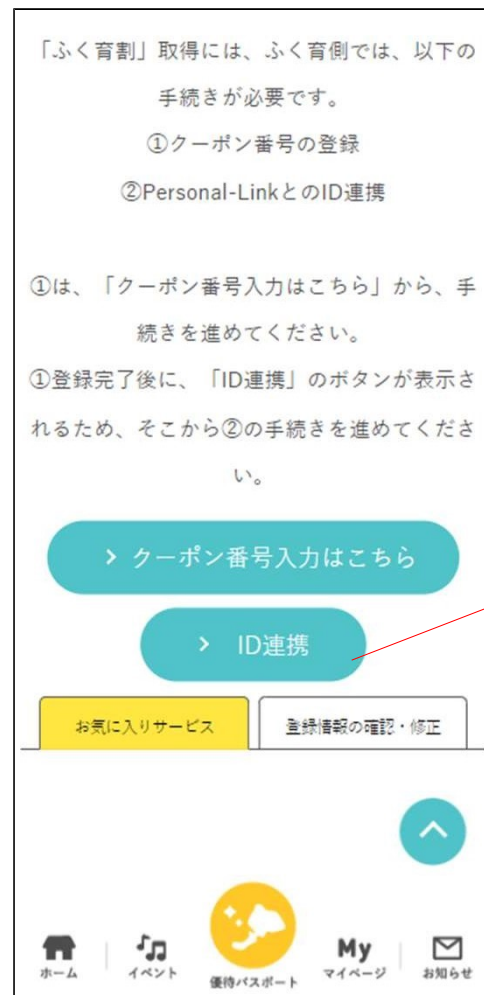 「ふく育割」取得には、ふく育側では、以下の
手続きが必要です。
①クーポン番号の登録
②Personal-LinkとのID連携
①は、「クーポン番号入力はこちら」から、手
続きを進めてください。
①登録完了後に、「ID連携」のボタンが表示さ
れるため、そこから②の手続きを進めてくださ
い。
クーポン番号入力はこちら
ID連携
お気に入りサービス 登録情報の確認・修正
My
ホーム イベント 優待パスポート マイページ お知らせ